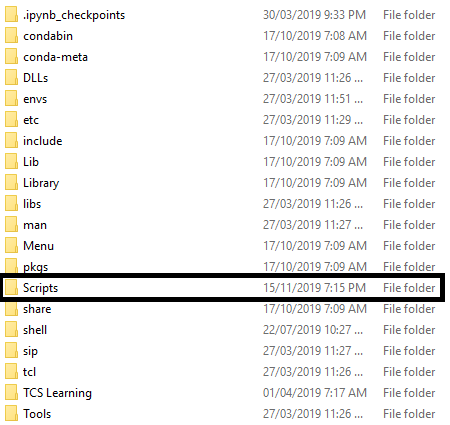 .ipynb_checkpoints 30/03/2019 9:33 PM File folder
condabin 17/10/2019 7:08 AM File folder
conda-meta 17/10/2019 7:09 AM File folder
DLLs 27/03/2019 11:26 ... File folder
envs 27/03/2019 11:51 ... File folder
etc 27/03/2019 11:29 ... File folder
include 17/10/2019 7:09 AM File folder
Lib 17/10/2019 7:09 AM File folder
Library 17/10/2019 7:09 AM File folder
libs 27/03/2019 11:26 ... File folder
man 27/03/2019 11:27 ... File folder
Menu 17/10/2019 7:09 AM File folder
pkgs 17/10/2019 7:09 AM File folder
Scripts 15/11/2019 7:15 PM File folder
share 17/10/2019 7:09 AM File folder
shell 22/07/2019 10:27 ... File folder
sip 27/03/2019 11:27 ... File folder
tcl 27/03/2019 11:26 ... File folder
TCS Learning 01/04/2019 7:17 AM File folder
Tools 27/03/2019 11:26 ... File folder